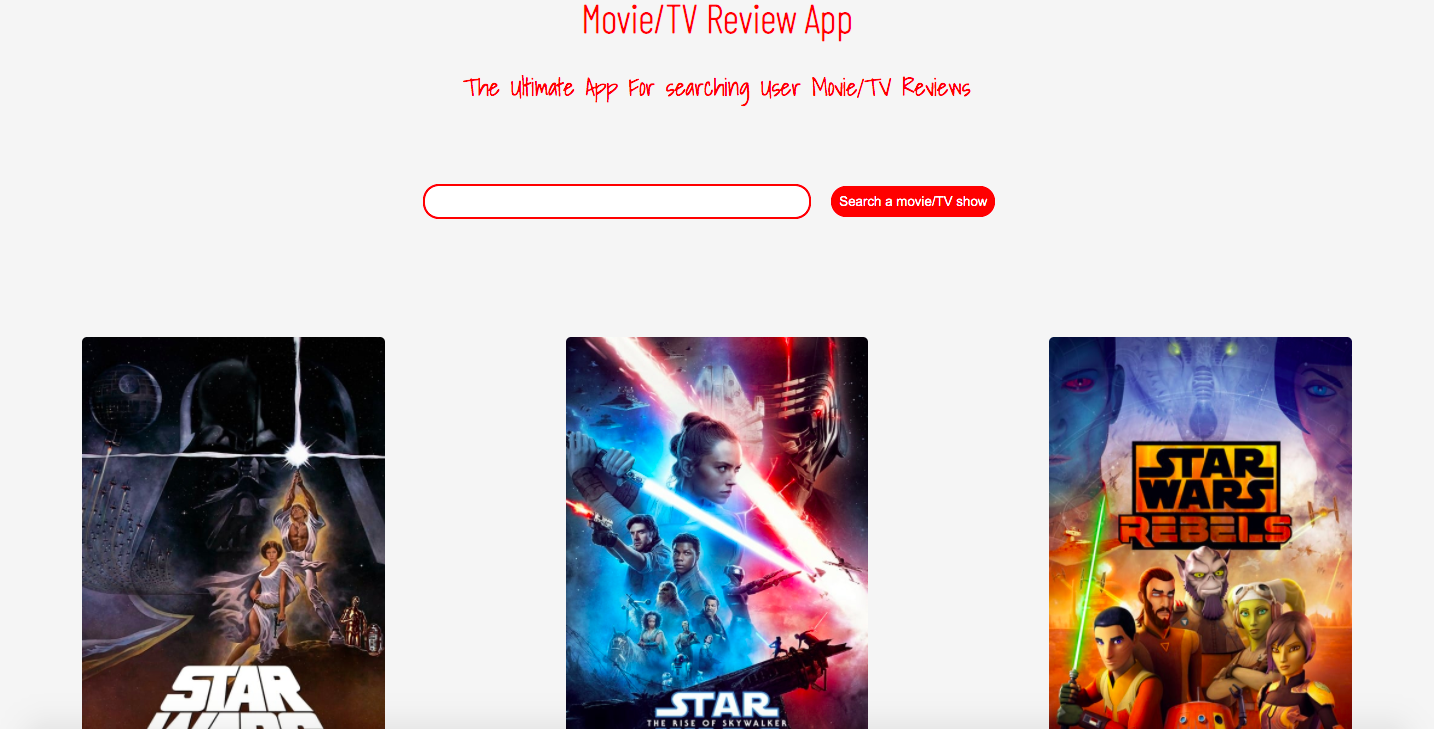 Movie/TV Review App
The Ultimate App For searching User Movie/TV Reviews
Search a movie/TV show
STAR
WARS
STAR
THE RISE OF SKYWALKER
STAR
WARS
REBELS